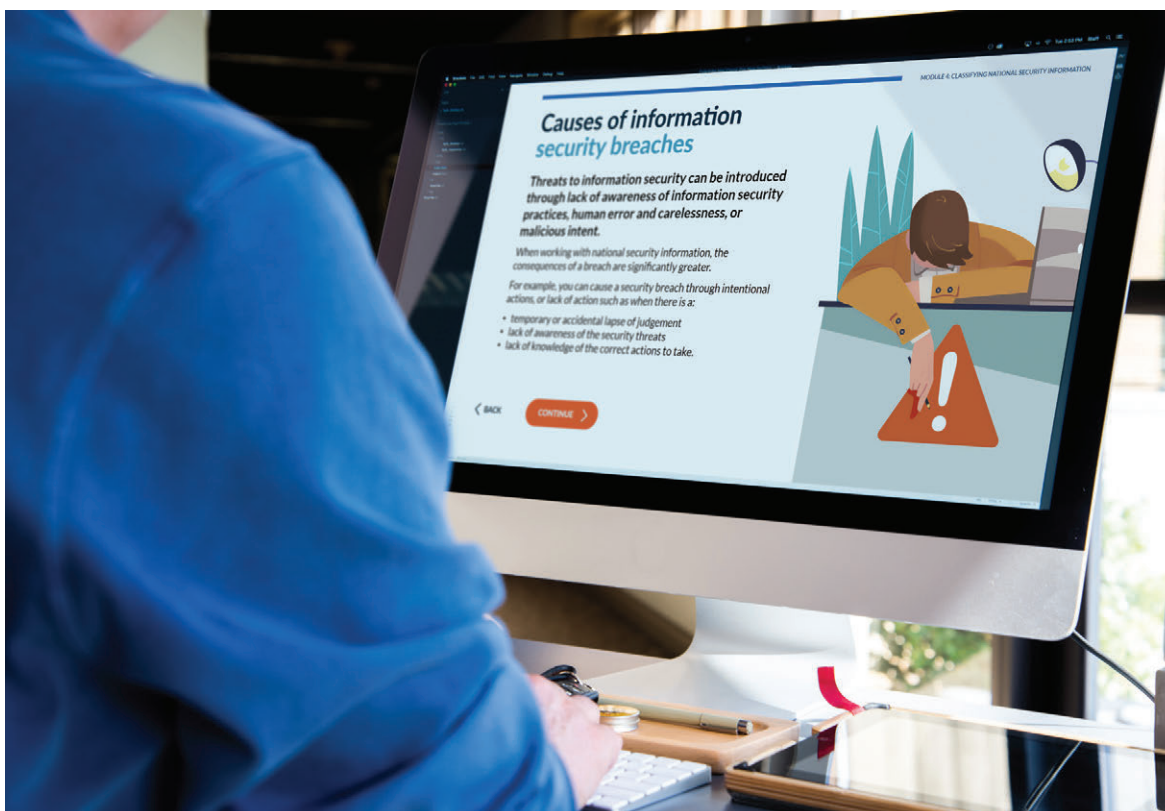 Tue 2:53 PM
MODULE 4: CLASSIFYING NATIONAL SECURITY INFORMATION
Causes of information
security breaches
Threats to information security can be introduced
through lack of awareness of information security
practices, human error and carelessness, or
malicious intent.
When working with national security information, the
consequences of a breach are significantly greater.
For example, you can cause a security breach through intentional
actions, or lack of action such as when there is a:
• temporary or accidental lapse of judgement
• lack of awareness of the security threats
• lack of knowledge of the correct actions to take.
BACK
CONTINUE